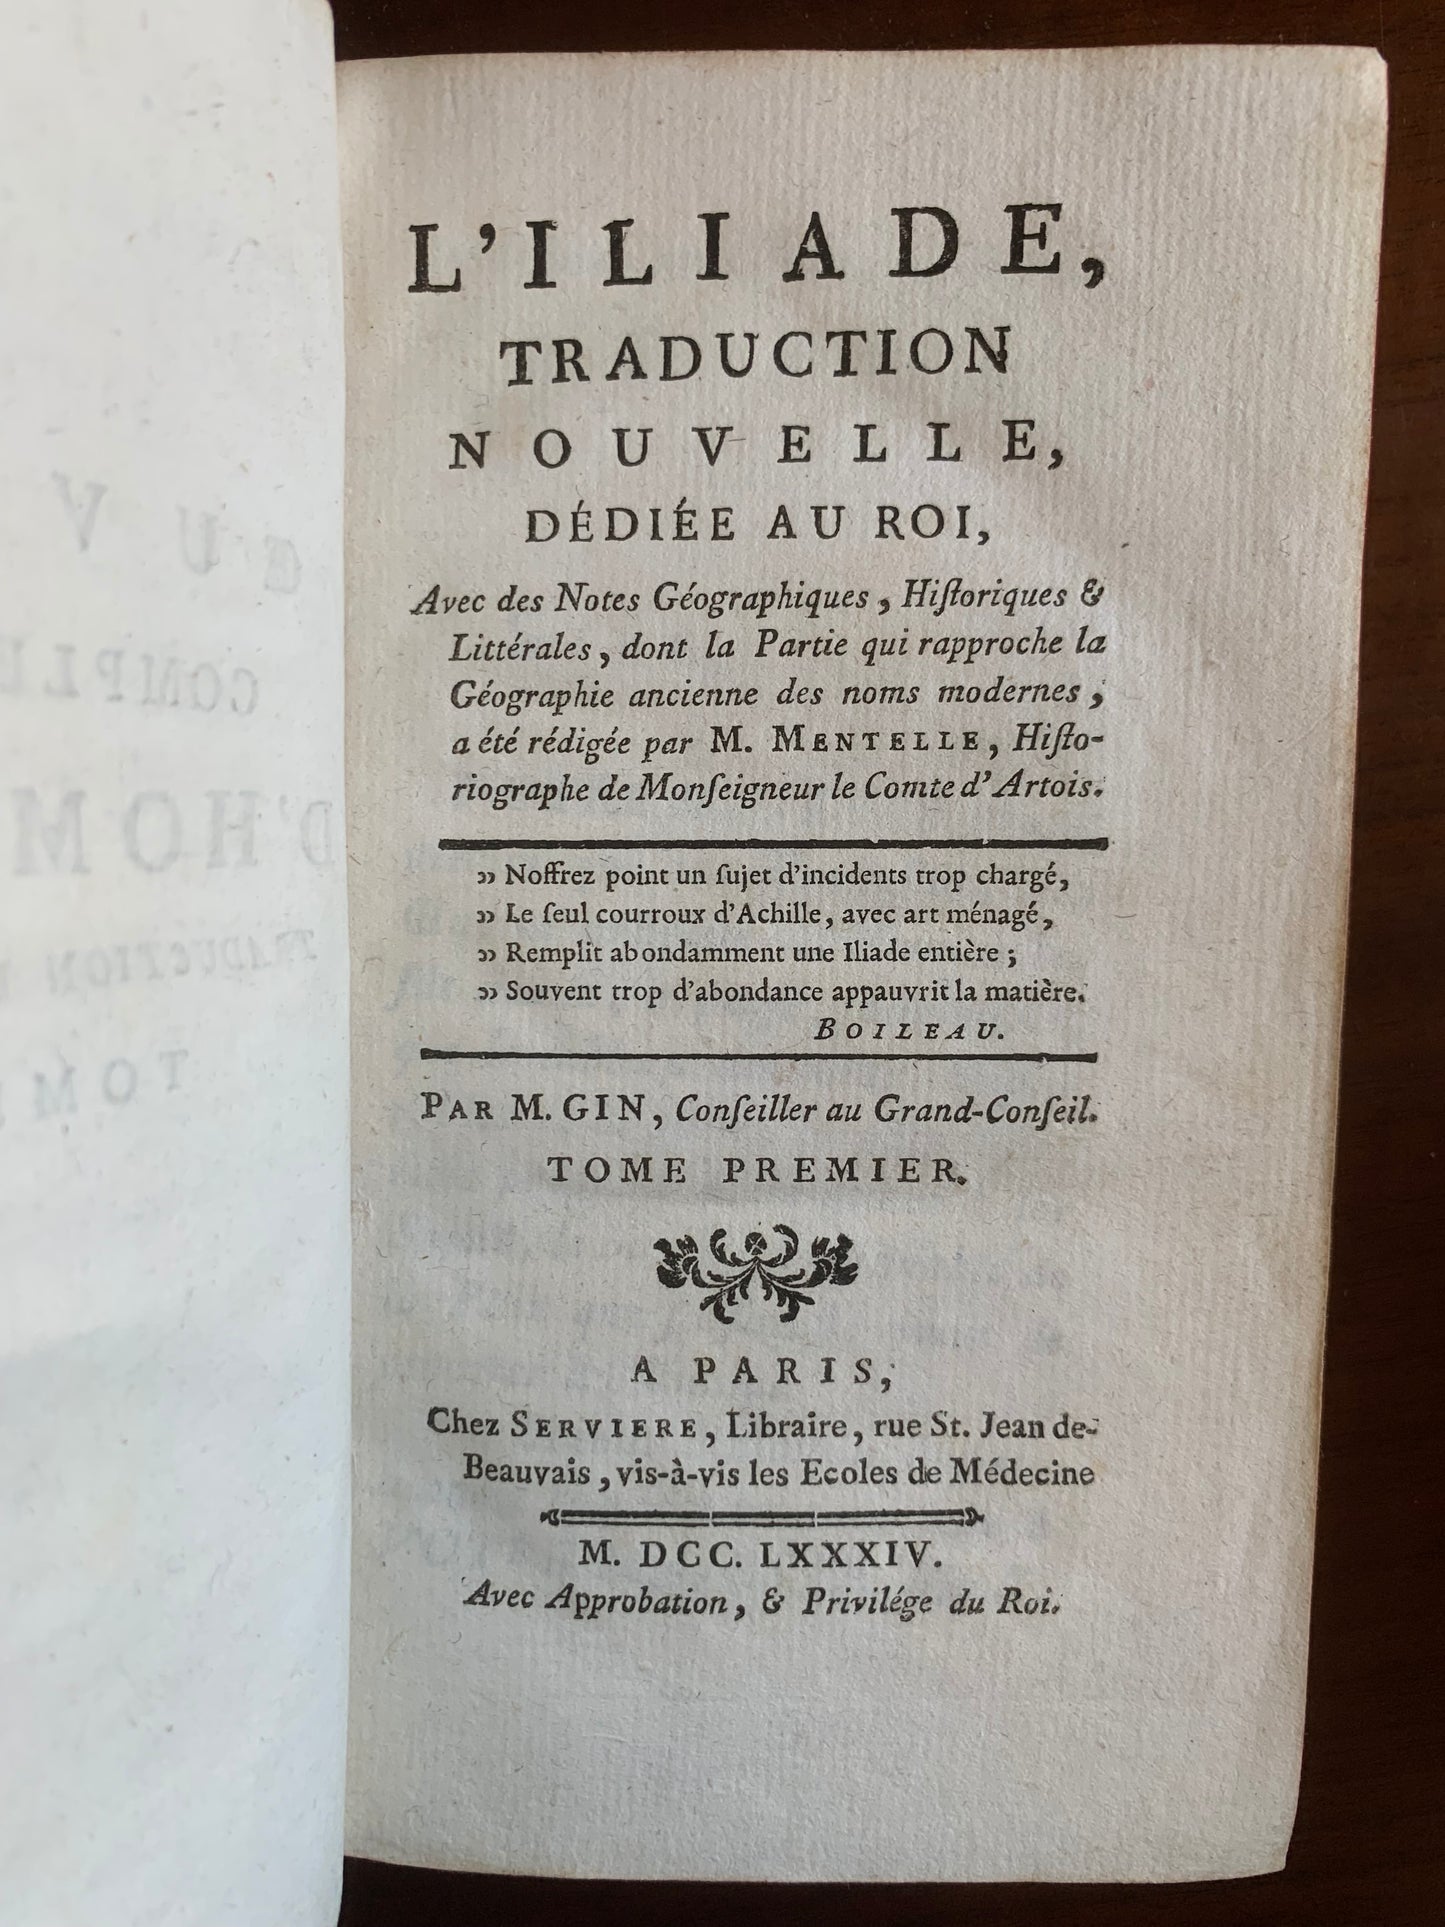 L'ILIADE,
TRADUCTION
NOUVELLE,
DÉDIÉE AU ROI,
Avec des Notes Géographiques, Hiſtoriques &
Littérales, dont la Partie qui rapproche la
Géographie ancienne des noms modernes,
a été rédigée par M. MENTELLE, Hiſto-
riographe de Monſeigneur le Comte d'Artois.
» Noffrez point un ſujet d'incidents trop chargé,
» Le ſeul courroux d'Achille, avec art ménagé,
» Remplit abondamment une Iliade entière;
» Souvent trop d'abondance appauvrit la matière.
BOILEAU.
PAR M. GIN, Conſeiller au Grand-Conſeil.
TOME PREMIER.
A PARIS,
Chez SERVIERE, Libraire, rue St. Jean de-
Beauvais, vis-à-vis les Ecoles de Médecine
M. DCC. LXXXIV.
Avec Approbation, & Privilége du Roi.